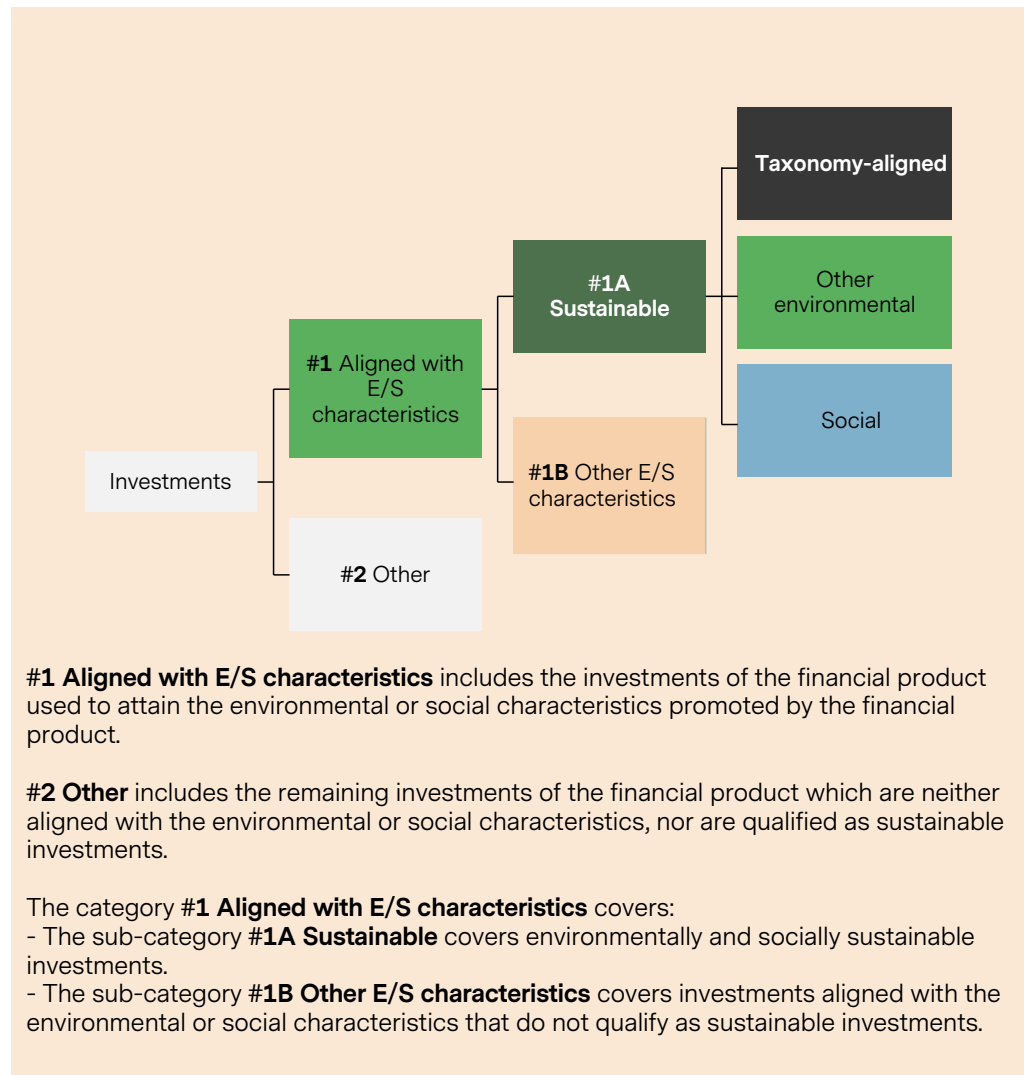 Taxonomy-aligned
#1A
Sustainable
Other
environmental
#1 Aligned with
E/S
characteristics
Social
Investments
#1B Other E/S
characteristics
#2 Other
#1 Aligned with E/S characteristics includes the investments of the financial product
used to attain the environmental or social characteristics promoted by the financial
product.
#2 Other includes the remaining investments of the financial product which are neither
aligned with the environmental or social characteristics, nor are qualified as sustainable
investments.
The category #1 Aligned with E/S characteristics covers:
- The sub-category #1A Sustainable covers environmentally and socially sustainable
investments.
- The sub-category #1B Other E/S characteristics covers investments aligned with the
environmental or social characteristics that do not qualify as sustainable investments.